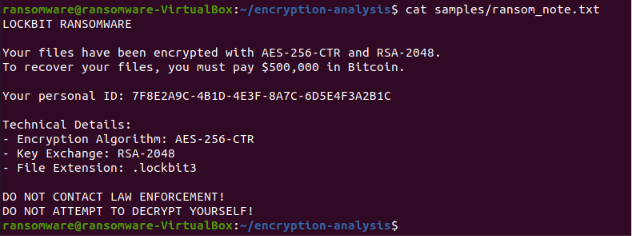 ransomware@ransomware-VirtualBox:~/encryption-analysis$ cat samples/ransom_note.txt
LOCKBIT RANSOMWARE
Your files have been encrypted with AES-256-CTR and RSA-2048.
To recover your files, you must pay $500,000 in Bitcoin.
Your personal ID: 7F8E2A9C-4B1D-4E3F-8A7C-6D5E4F3A2B1C
Technical Details:
- Encryption Algorithm: AES-256-CTR
- Key Exchange: RSA-2048
- File Extension: .lockbit3
DO NOT CONTACT LAW ENFORCEMENT!
DO NOT ATTEMPT TO DECRYPT YOURSELF!
ransomware@ransomware-VirtualBox:~/encryption-analysis$